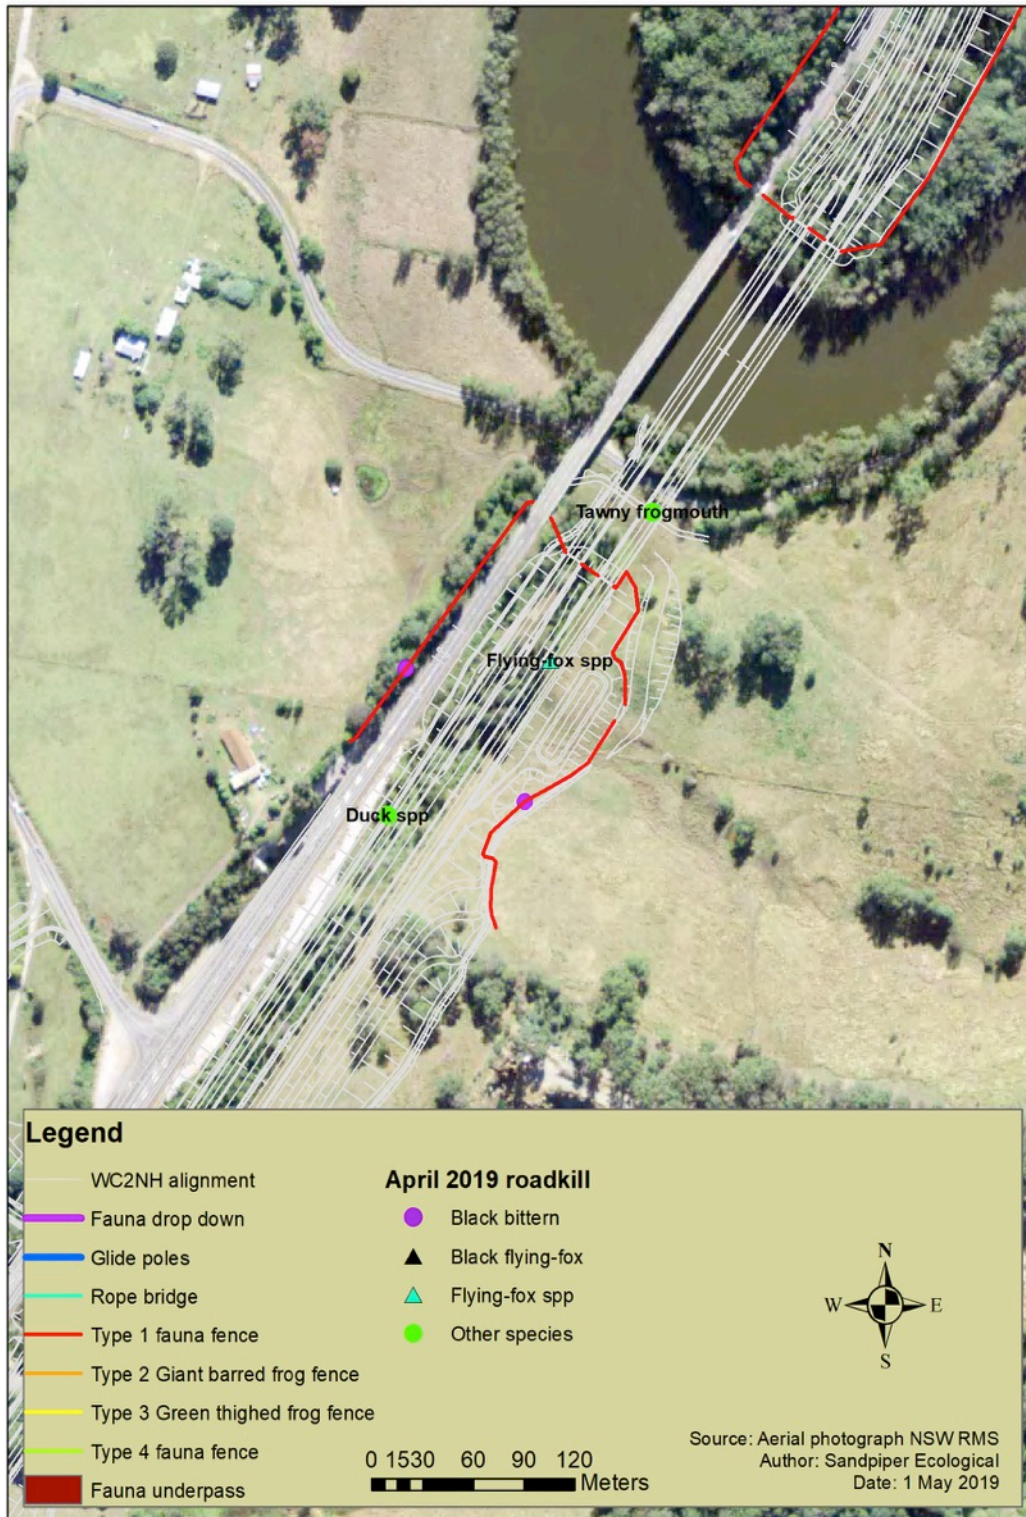 Tawny frogmouth
Flying-fox spp
Duck spp
Legend
WC2NH alignment
Fauna drop down
Glide poles
Rope bridge
Type 1 fauna fence
Type 2 Giant barred frog fence
Type 3 Green thighed frog fence
Type 4 fauna fence
Fauna underpass
April 2019 roadkill
Black bittern
Black flying-fox
Flying-fox spp
Other species
N
W E
S
0 1530 60 90 120
Meters
Source: Aerial photograph NSW RMS
Author: Sandpiper Ecological
Date: 1 May 2019